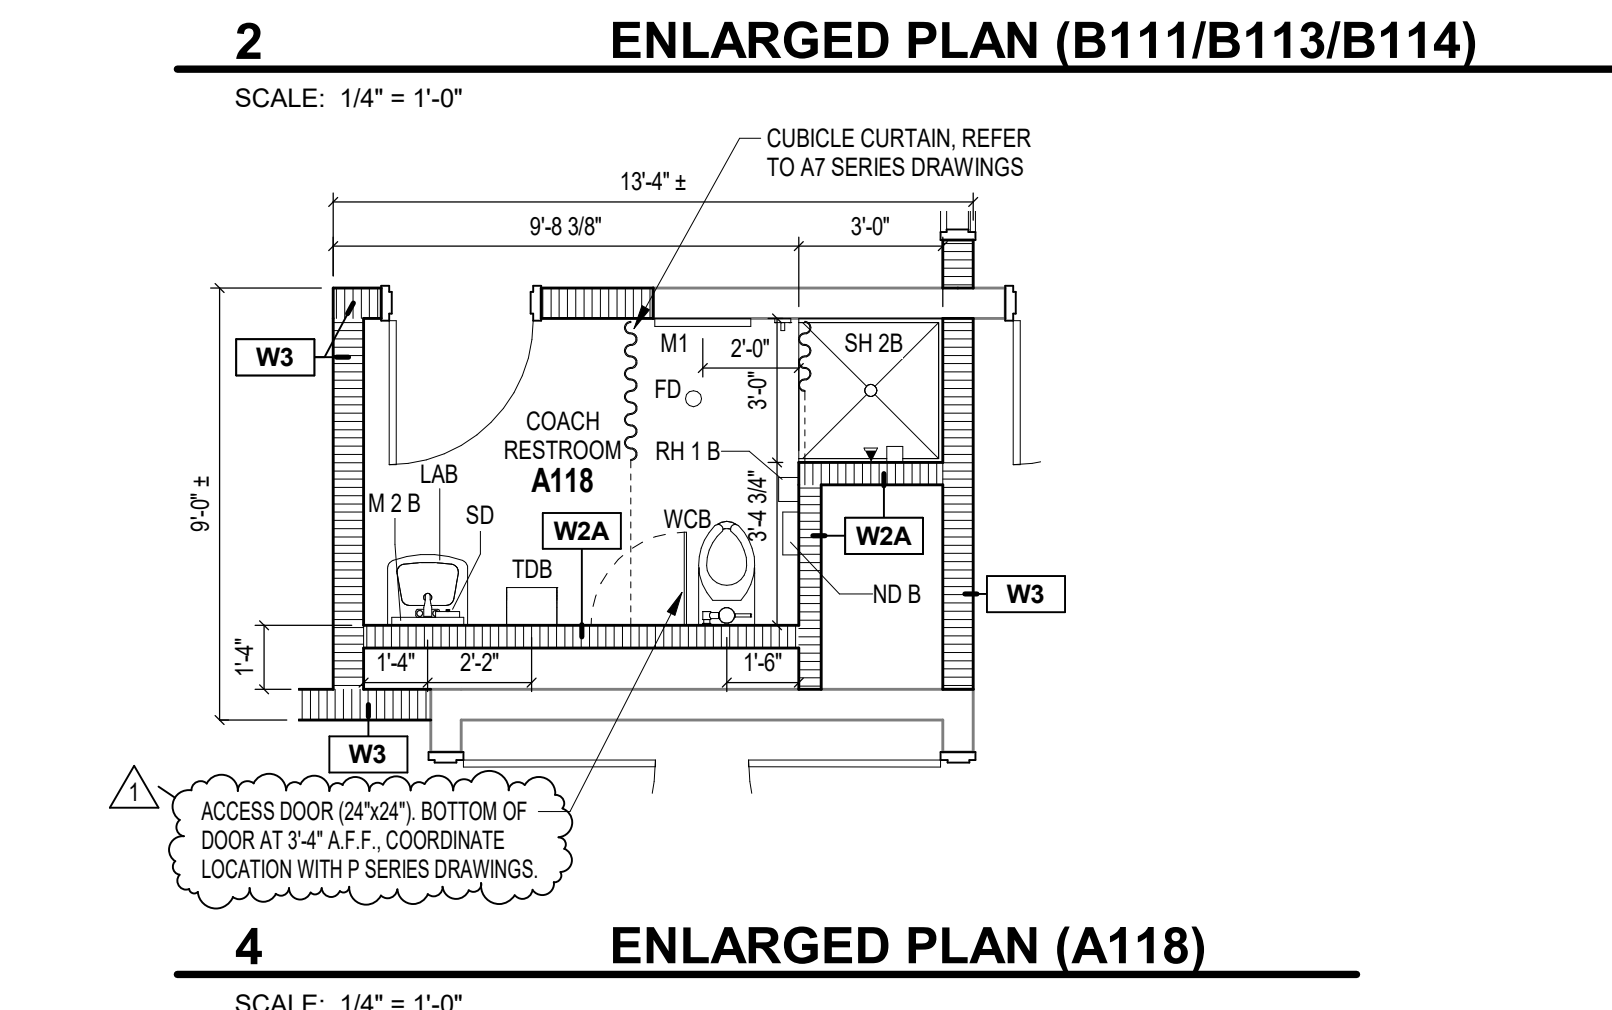 2 ENLARGED PLAN (B111/B113/B114)
SCALE: 1/4" = 1'-0"
CUBICLE CURTAIN, REFER
TO A7 SERIES DRAWINGS
13'-4" ±
9'-8 3/8"
3'-0"
W3
M1
2'-0"
SH 2B
FD
3'-0"
COACH
RESTROOM
A118
RH 1 B
LAB
M 2 B
SD
9'-0" ±
3'-4 3/4"
WCB
W2A
W2A
TDB
ND B
W3
1'-4"
1'-4"
2'-2"
1'-6"
W3
1
ACCESS DOOR (24"x24"). BOTTOM OF
DOOR AT 3'-4" A.F.F., COORDINATE
LOCATION WITH P SERIES DRAWINGS.
4 ENLARGED PLAN (A118)
SCALE: 1/4" = 1'-0"